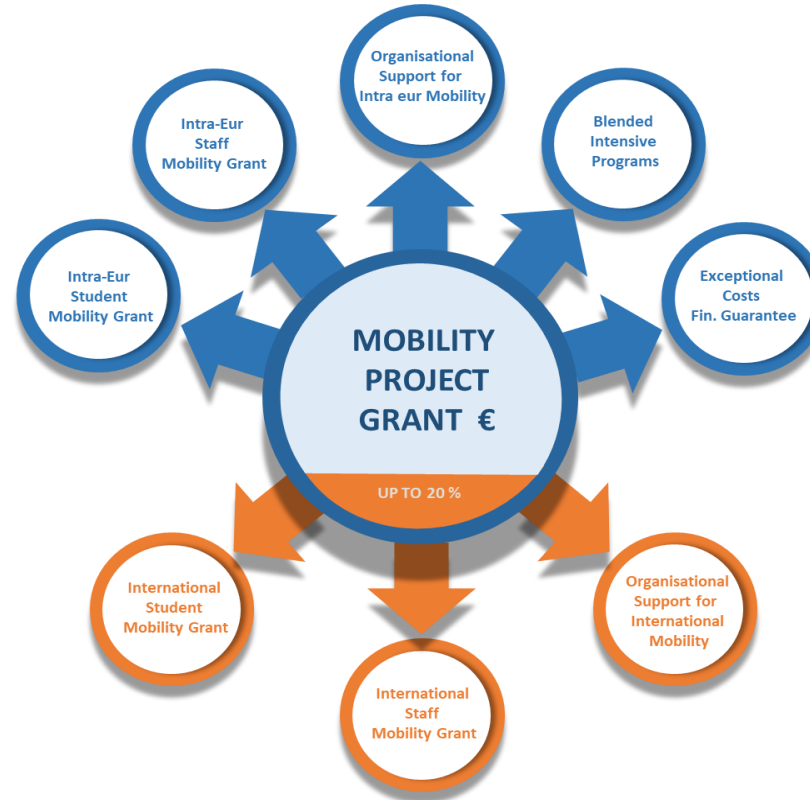 Organisational
Support for
Intra eur Mobility
Intra-Eur
Staff
Mobility Grant
Blended
Intensive
Programs
Intra-Eur
Student
Mobility Grant
Exceptional
Costs
Fin. Guarantee
MOBILITY
PROJECT
GRANT €
UP TO 20 %
International
Student
Mobility Grant
Organisational
Support for
International
Mobility
International
Staff
Mobility Grant